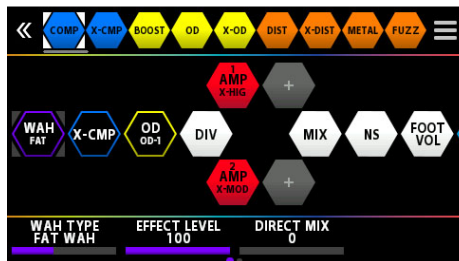 «
COMP X-CMP BOOST OD X-OD DIST X-DIST METAL FUZZ
1
AMP
X-HIG
+
WAH
FAT
X-CMP
OD
OD-1
DIV
MIX
NS
FOOT
VOL
2
AMP
X-MOD
+
WAH TYPE
FAT WAH
EFFECT LEVEL
100
DIRECT MIX
0